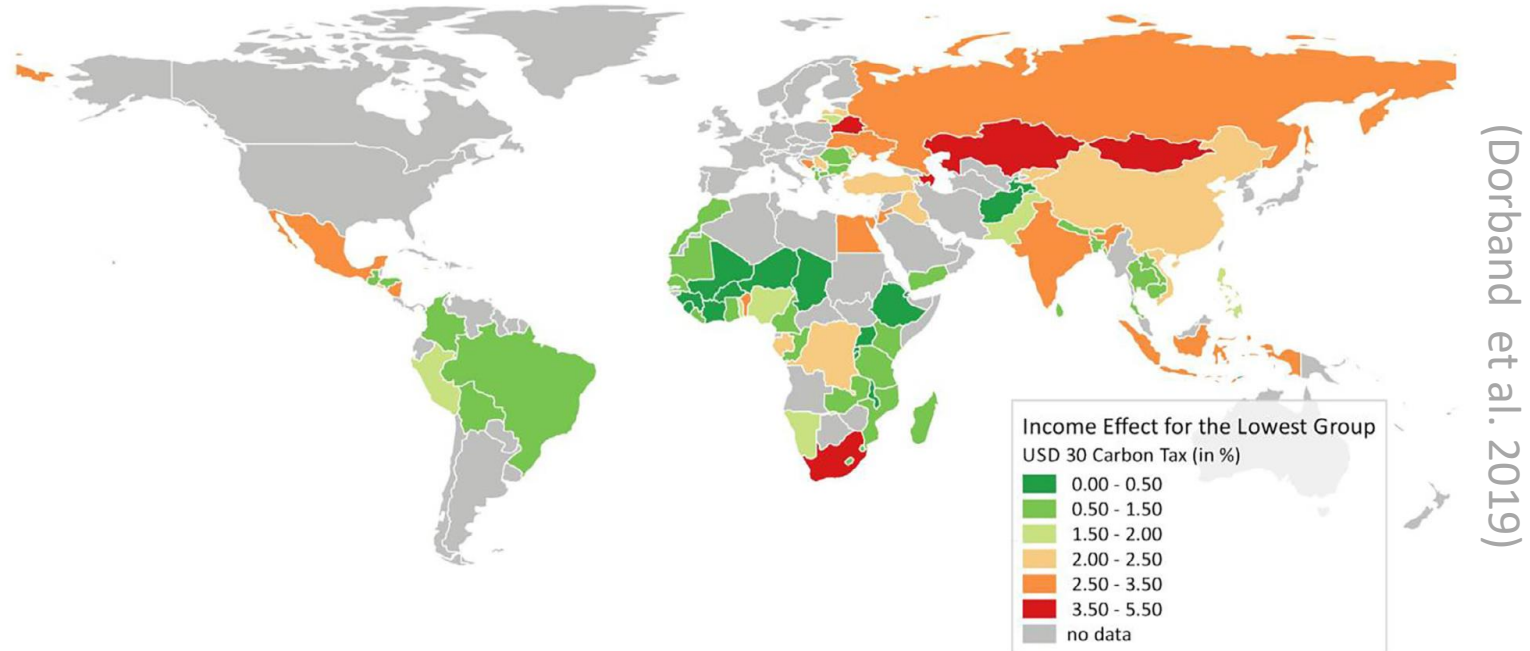 (Dorband et al. 2019)
Income Effect for the Lowest Group
USD 30 Carbon Tax (in %)
0.00 - 0.50
0.50 - 1.50
1.50 - 2.00
2.00 - 2.50
2.50 - 3.50
3.50 - 5.50
no data